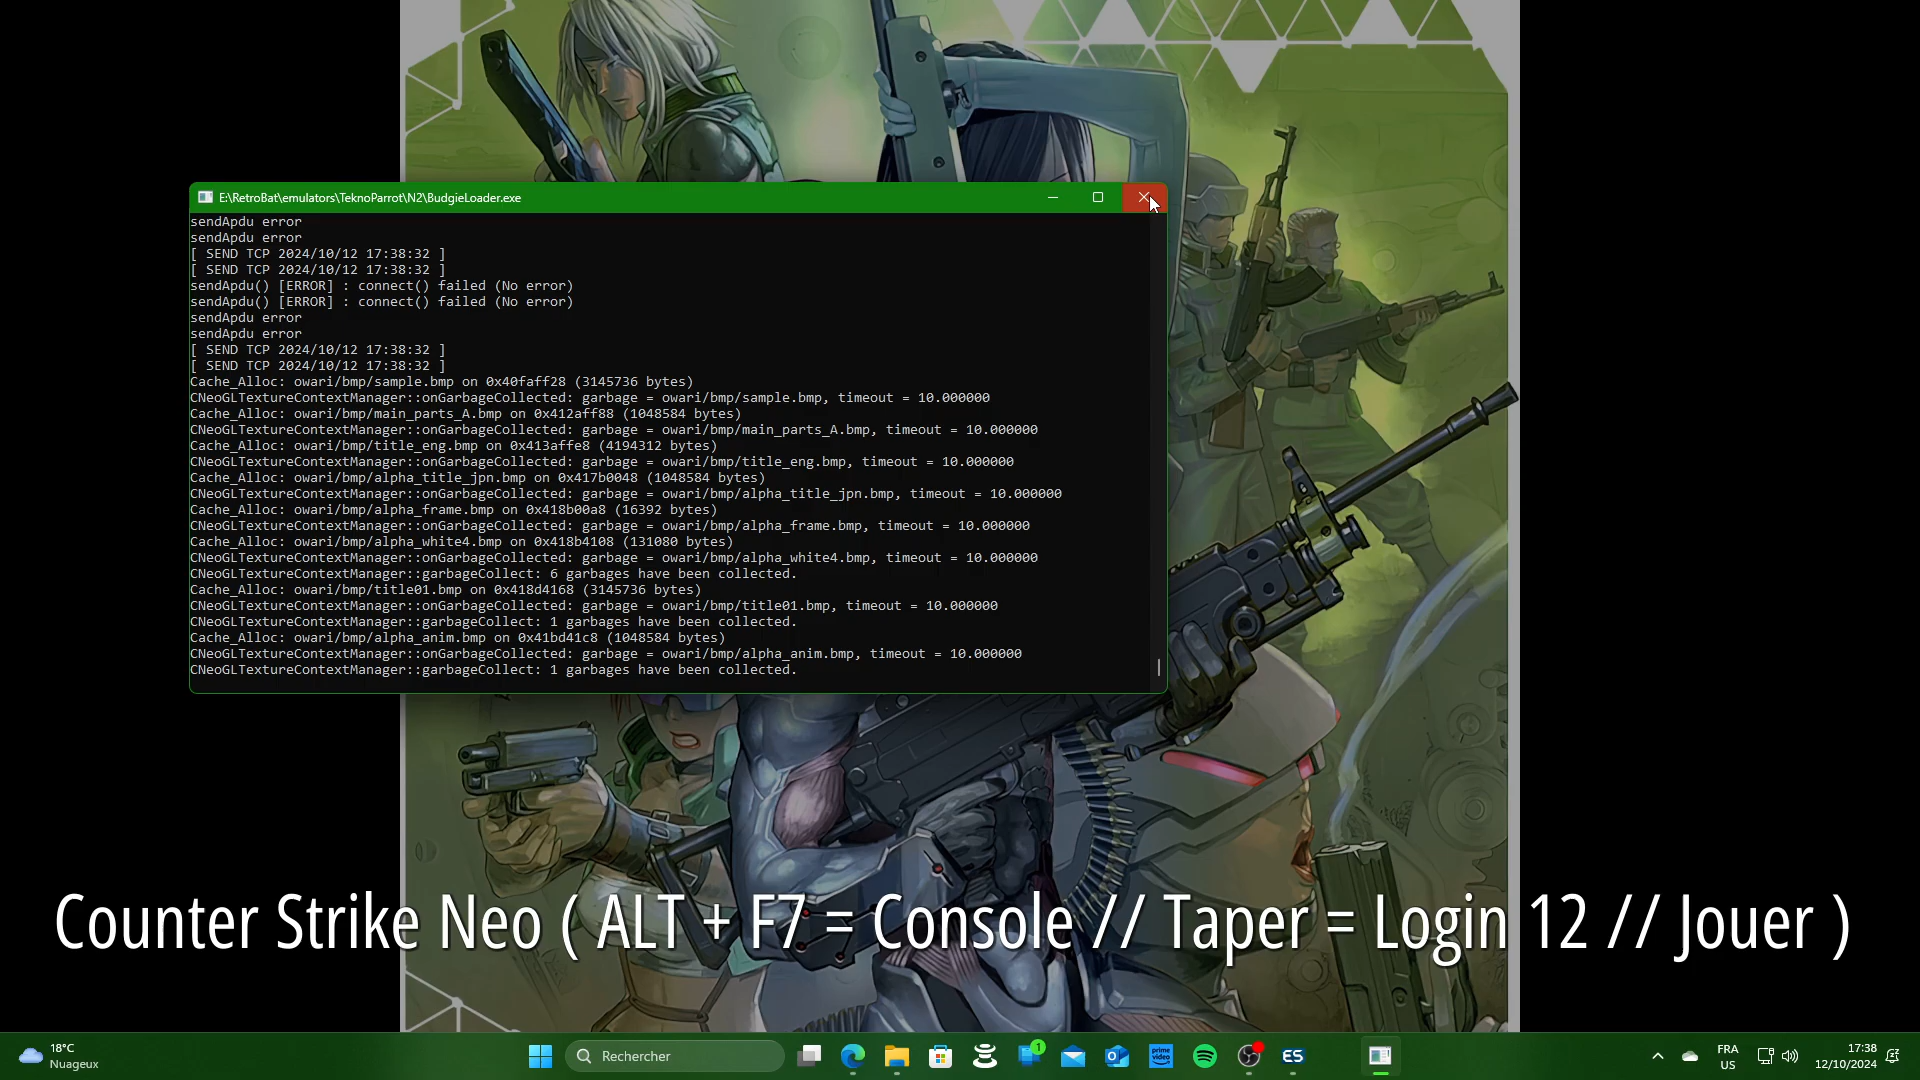 E:\RetroBat\emulators\TeknoParrot\N2\BudgieLoader.exe
sendApdu error
sendApdu error
[ SEND TCP 2024/10/12 17:38:32 ]
[ SEND TCP 2024/10/12 17:38:32 ]
sendApdu() [ERROR] : connect() failed (No error)
sendApdu() [ERROR] : connect() failed (No error)
sendApdu error
sendApdu error
[ SEND TCP 2024/10/12 17:38:32 ]
[ SEND TCP 2024/10/12 17:38:32 ]
Cache_Alloc: owari/bmp/sample.bmp on 0x40faff28 (3145736 bytes)
CNeoGLTextureContextManager::onGarbageCollected: garbage = owari/bmp/sample.bmp, timeout = 10.000000
Cache_Alloc: owari/bmp/main_parts_A.bmp on 0x412aff88 (1048584 bytes)
CNeoGLTextureContextManager::onGarbageCollected: garbage = owari/bmp/main_parts_A.bmp, timeout = 10.000000
Cache_Alloc: owari/bmp/title_eng.bmp on 0x413affe8 (4194312 bytes)
CNeoGLTextureContextManager::onGarbageCollected: garbage = owari/bmp/title_eng.bmp, timeout = 10.000000
Cache_Alloc: owari/bmp/alpha_title_jpn.bmp on 0x417b0048 (1048584 bytes)
CNeoGLTextureContextManager::onGarbageCollected: garbage = owari/bmp/alpha_title_jpn.bmp, timeout = 10.000000
Cache_Alloc: owari/bmp/alpha_frame.bmp on 0x418b00a8 (16392 bytes)
CNeoGLTextureContextManager::onGarbageCollected: garbage = owari/bmp/alpha_frame.bmp, timeout = 10.000000
Cache_Alloc: owari/bmp/alpha_white4.bmp on 0x418b4108 (131080 bytes)
CNeoGLTextureContextManager::onGarbageCollected: garbage = owari/bmp/alpha_white4.bmp, timeout = 10.000000
CNeoGLTextureContextManager::garbageCollect: 6 garbages have been collected.
Cache_Alloc: owari/bmp/title01.bmp on 0x418d4168 (3145736 bytes)
CNeoGLTextureContextManager::onGarbageCollected: garbage = owari/bmp/title01.bmp, timeout = 10.000000
CNeoGLTextureContextManager::garbageCollect: 1 garbages have been collected.
Cache_Alloc: owari/bmp/alpha_anim.bmp on 0x41bd41c8 (1048584 bytes)
CNeoGLTextureContextManager::onGarbageCollected: garbage = owari/bmp/alpha_anim.bmp, timeout = 10.000000
CNeoGLTextureContextManager::garbageCollect: 1 garbages have been collected.
Counter Strike Neo ( ALT + F7 = Console // Taper = Login 12 // Jouer )
18°C
Nuageux
Rechercher
1
prime video
ES
FRA
US
17:38
12/10/2024